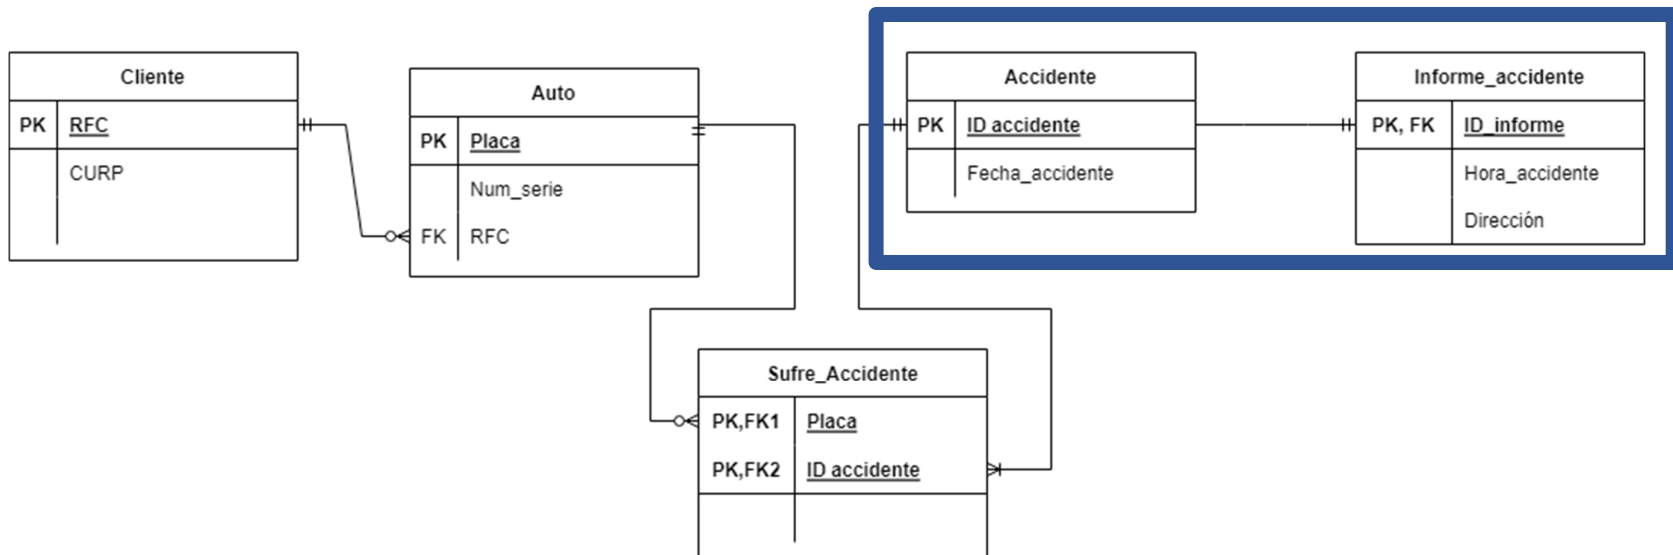 Cliente
PK RFC
CURP
Auto
PK Placa
Num_serie
FK RFC
Accidente
PK ID accidente
Fecha_accidente
Informe_accidente
PK, FK ID_informe
Hora_accidente
Dirección
Sufre_Accidente
PK,FK1 Placa
PK,FK2 ID accidente